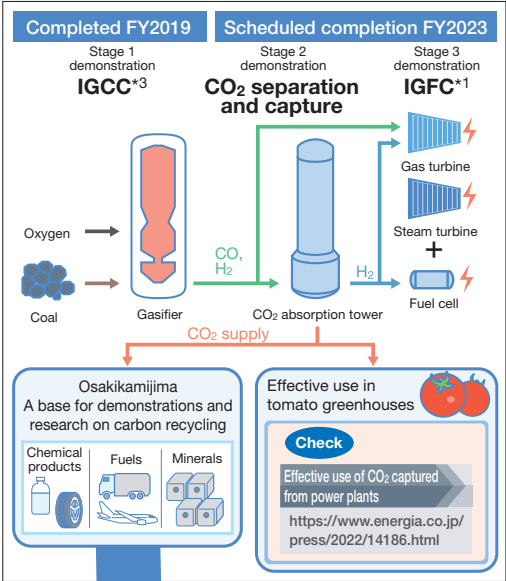 Completed FY2019
Scheduled completion FY2023
Stage 1
demonstration
IGCC*3
Stage 2
demonstration
CO2 separation
and capture
Stage 3
demonstration
IGFC*1
Gas turbine
Steam turbine
+
Fuel cell
Oxygen
Coal
Gasifier
CO,
H2
H2
CO2 absorption tower
CO2 supply
Osakikamijima
A base for demonstrations and
research on carbon recycling
Chemical
products
Fuels
Minerals
Effective use in
tomato greenhouses
Check
Effective use of CO2 captured
from power plants
https://www.energia.co.jp/
press/2022/14186.html